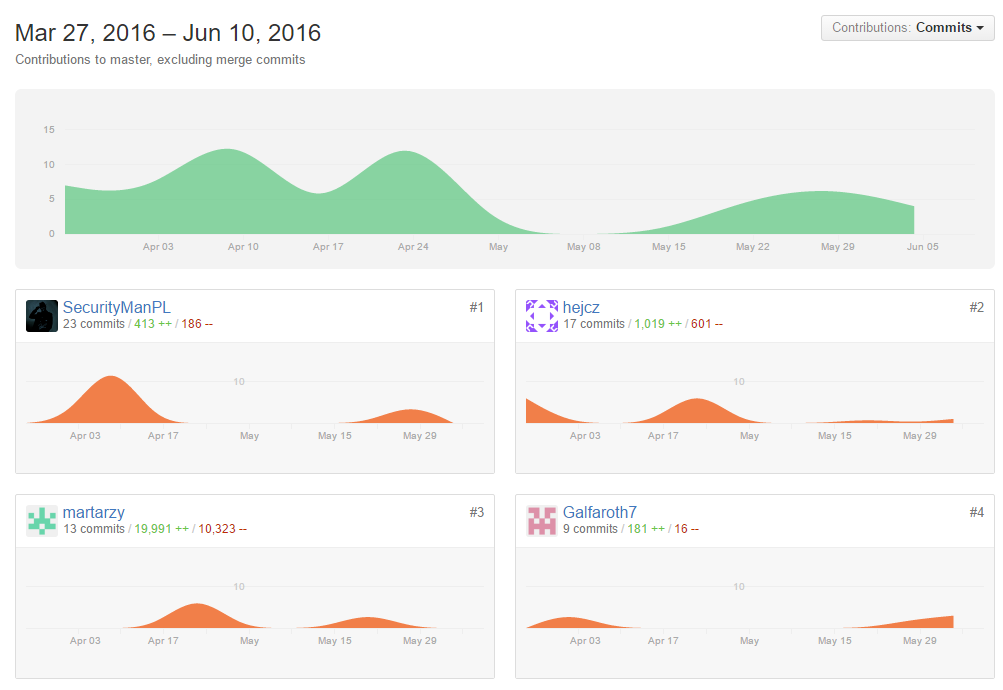 Mar 27, 2016 – Jun 10, 2016
Contributions: Commits
Contributions to master, excluding merge commits
15
10
5
0
Apr 03 Apr 10 Apr 17 Apr 24 May May 08 May 15 May 22 May 29 Jun 05
SecurityManPL #1
23 commits / 413 ++ / 186 --
10
Apr 03 Apr 17 May May 15 May 29
hejcz #2
17 commits / 1,019 ++ / 601 --
10
Apr 03 Apr 17 May May 15 May 29
martarzy #3
13 commits / 19,991 ++ / 10,323 --
10
Apr 03 Apr 17 May May 15 May 29
Galfaroth7 #4
9 commits / 181 ++ / 16 --
10
Apr 03 Apr 17 May May 15 May 29